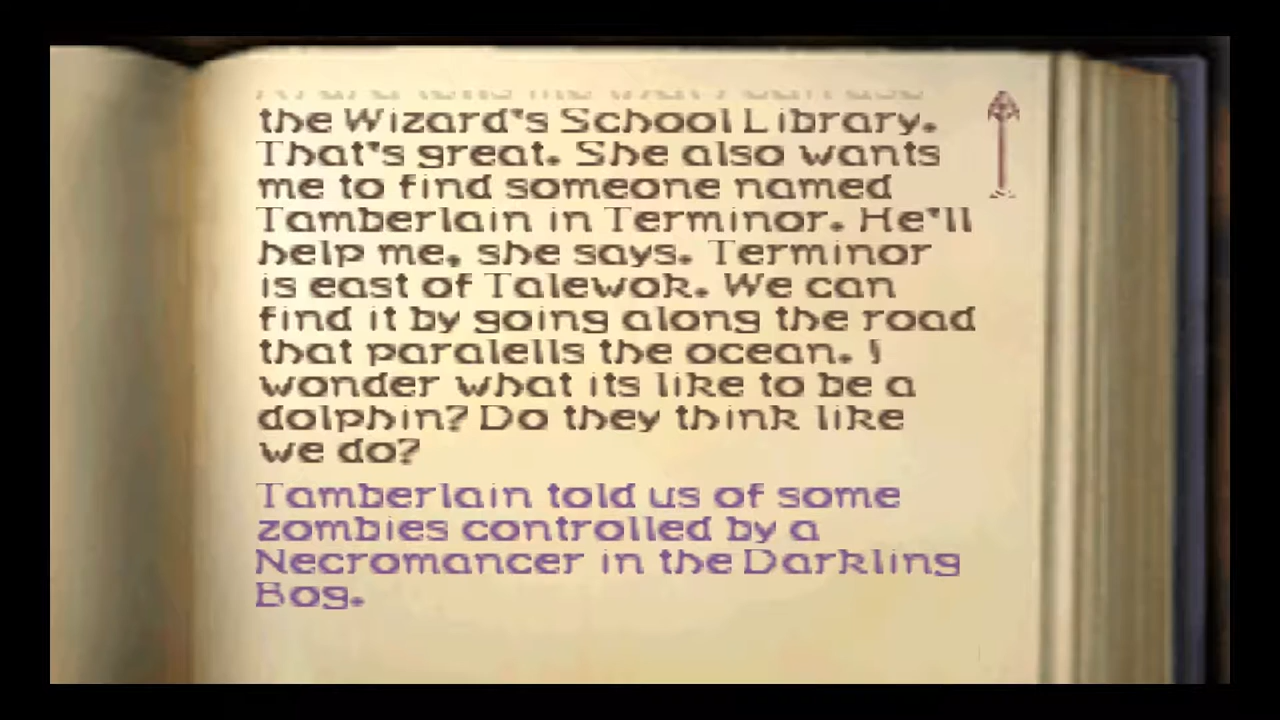 the Wizard's School Library.
That's great. She also wants
me to find someone named
Tamberlain in Terminor. He'll
help me, she says. Terminor
is east of Talewok. We can
find it by going along the road
that paralells the ocean. I
wonder what its like to be a
dolphin? Do they think like
we do?
Tamberlain told us of some
zombies controlled by a
Necromancer in the Darkling
Bog.